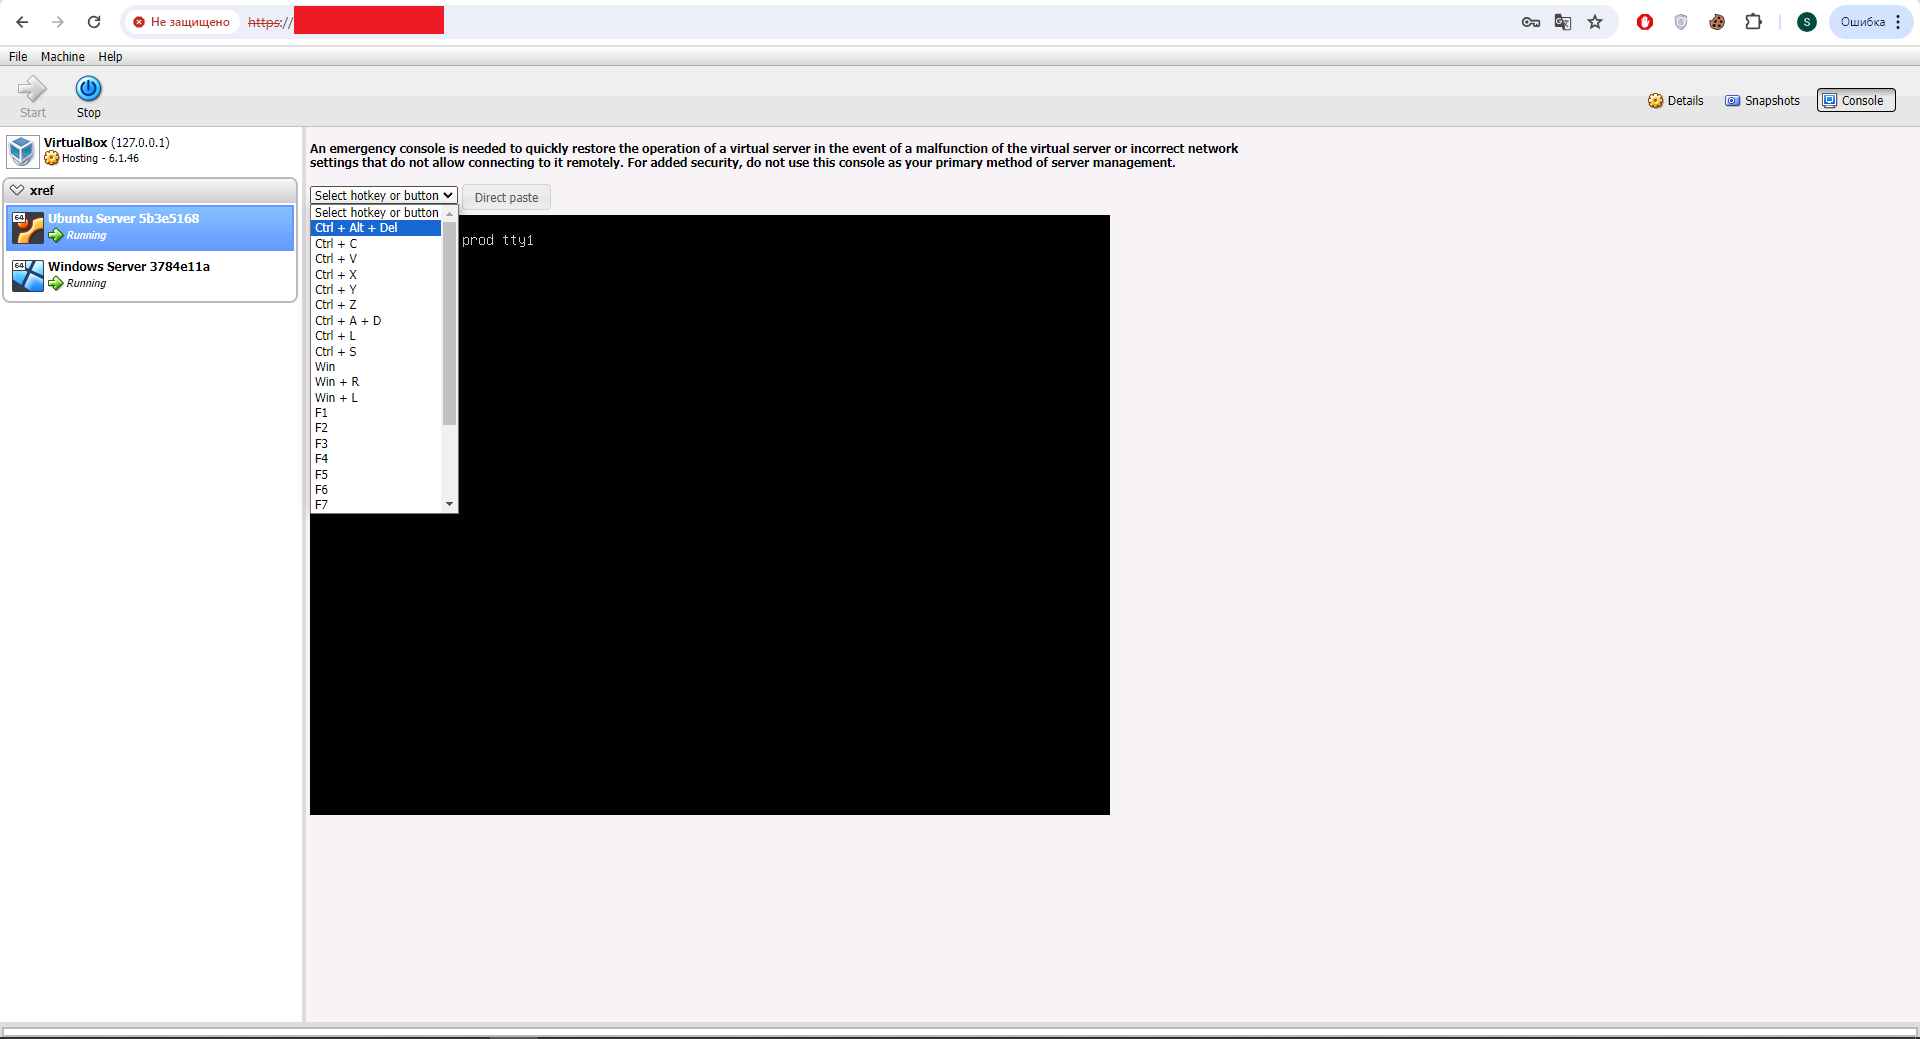 Не защищено https://
S
Ошибка
File Machine Help
Start Stop
Details Snapshots Console
VirtualBox (127.0.0.1)
Hosting - 6.1.46
xref
64
Ubuntu Server 5b3e5168
Running
64
Windows Server 3784e11a
Running
An emergency console is needed to quickly restore the operation of a virtual server in the event of a malfunction of the virtual server or incorrect network
settings that do not allow connecting to it remotely. For added security, do not use this console as your primary method of server management.
Select hotkey or button Direct paste
Select hotkey or button
Ctrl + Alt + Del
prod tty1
Ctrl + C
Ctrl + V
Ctrl + X
Ctrl + Y
Ctrl + Z
Ctrl + A + D
Ctrl + L
Ctrl + S
Win
Win + R
Win + L
F1
F2
F3
F4
F5
F6
F7